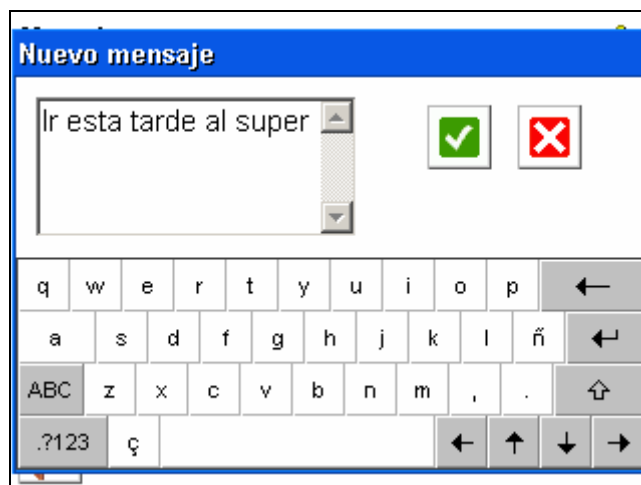 Nuevo mensaje
Ir esta tarde al super
q w e r t y u i o p
a s d f g h j k l ñ
ABC z x c v b n m , .
.?123 ç